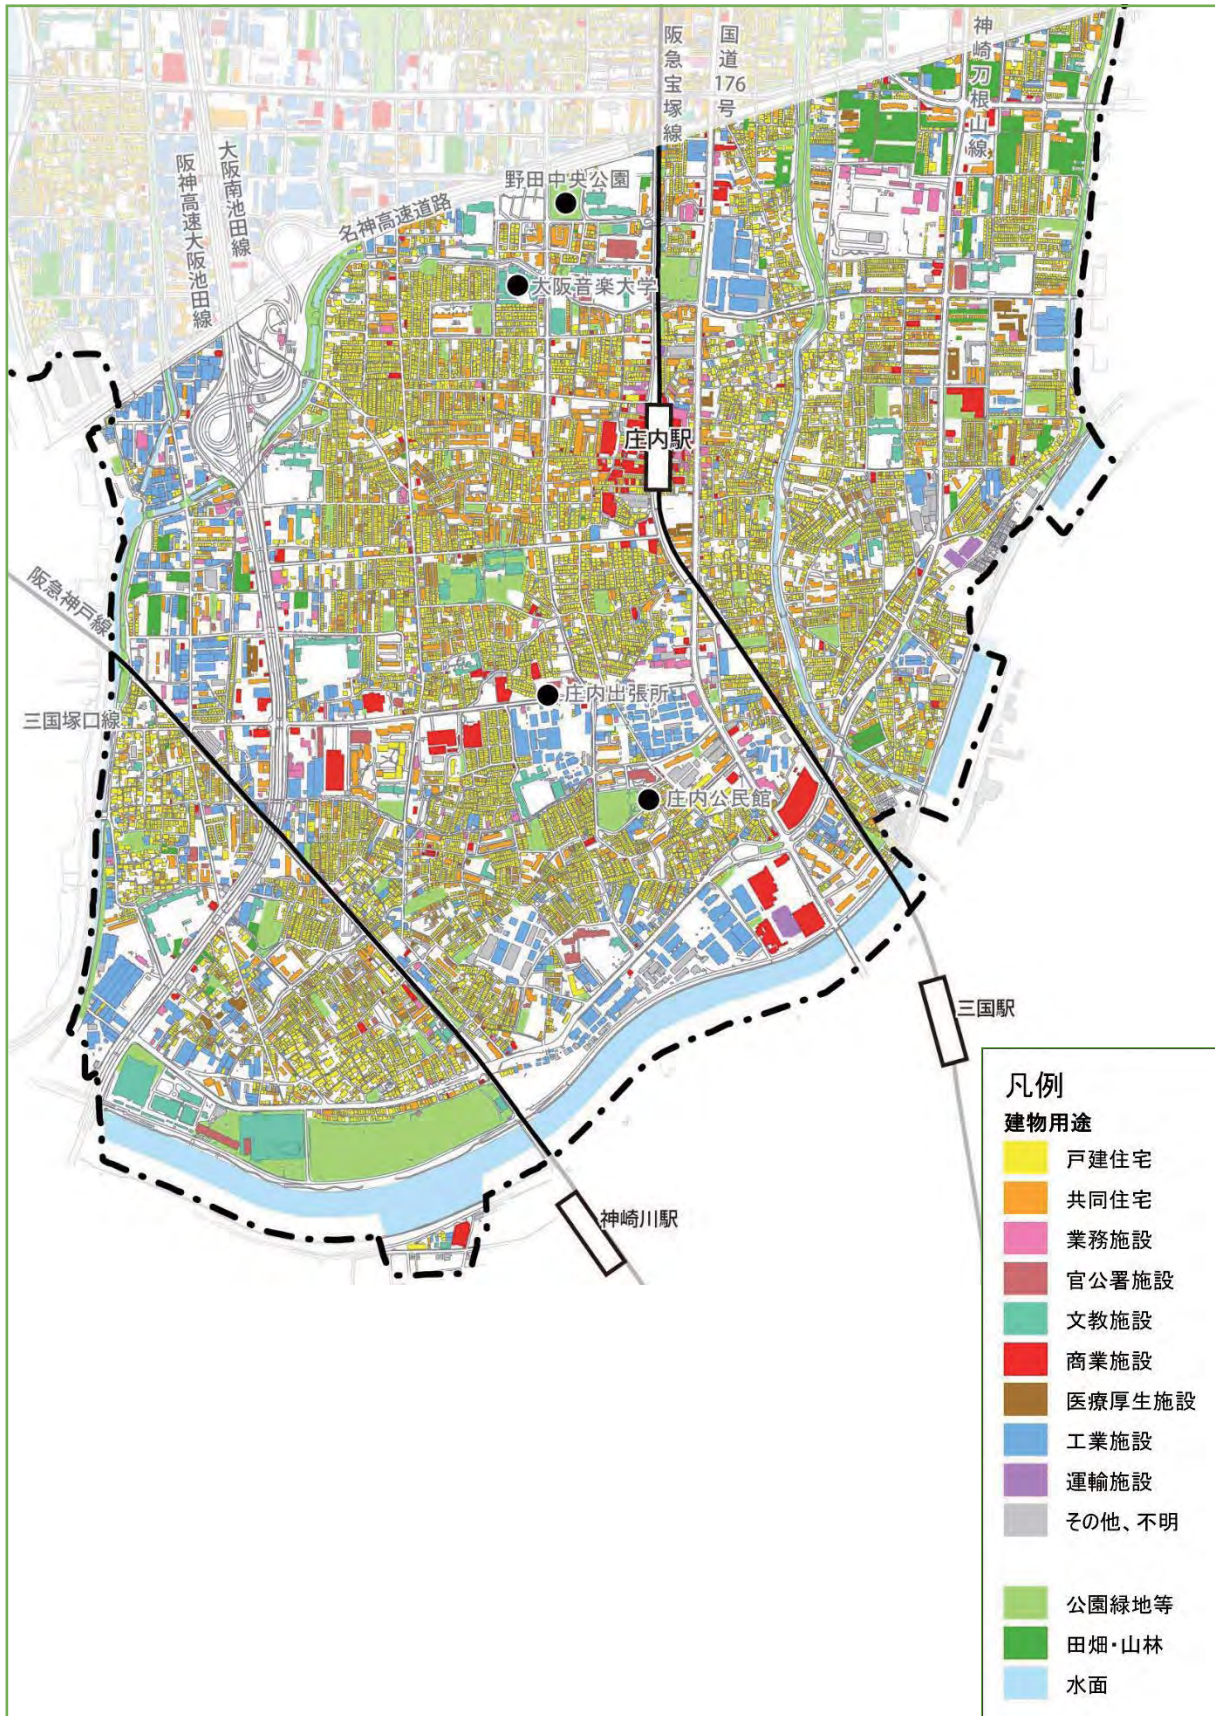 阪急宝塚線
国道176号
神崎刀根山線
大阪南池田線
阪神高速大阪池田線
名神高速道路
野田中央公園
大阪音楽大学
庄内駅
阪急神戸線
三国塚口線
庄内出張所
庄内公民館
三国駅
神崎川駅
凡例
建物用途
戸建住宅
共同住宅
業務施設
官公署施設
文教施設
商業施設
医療厚生施設
工業施設
運輸施設
その他、不明
公園緑地等
田畑・山林
水面